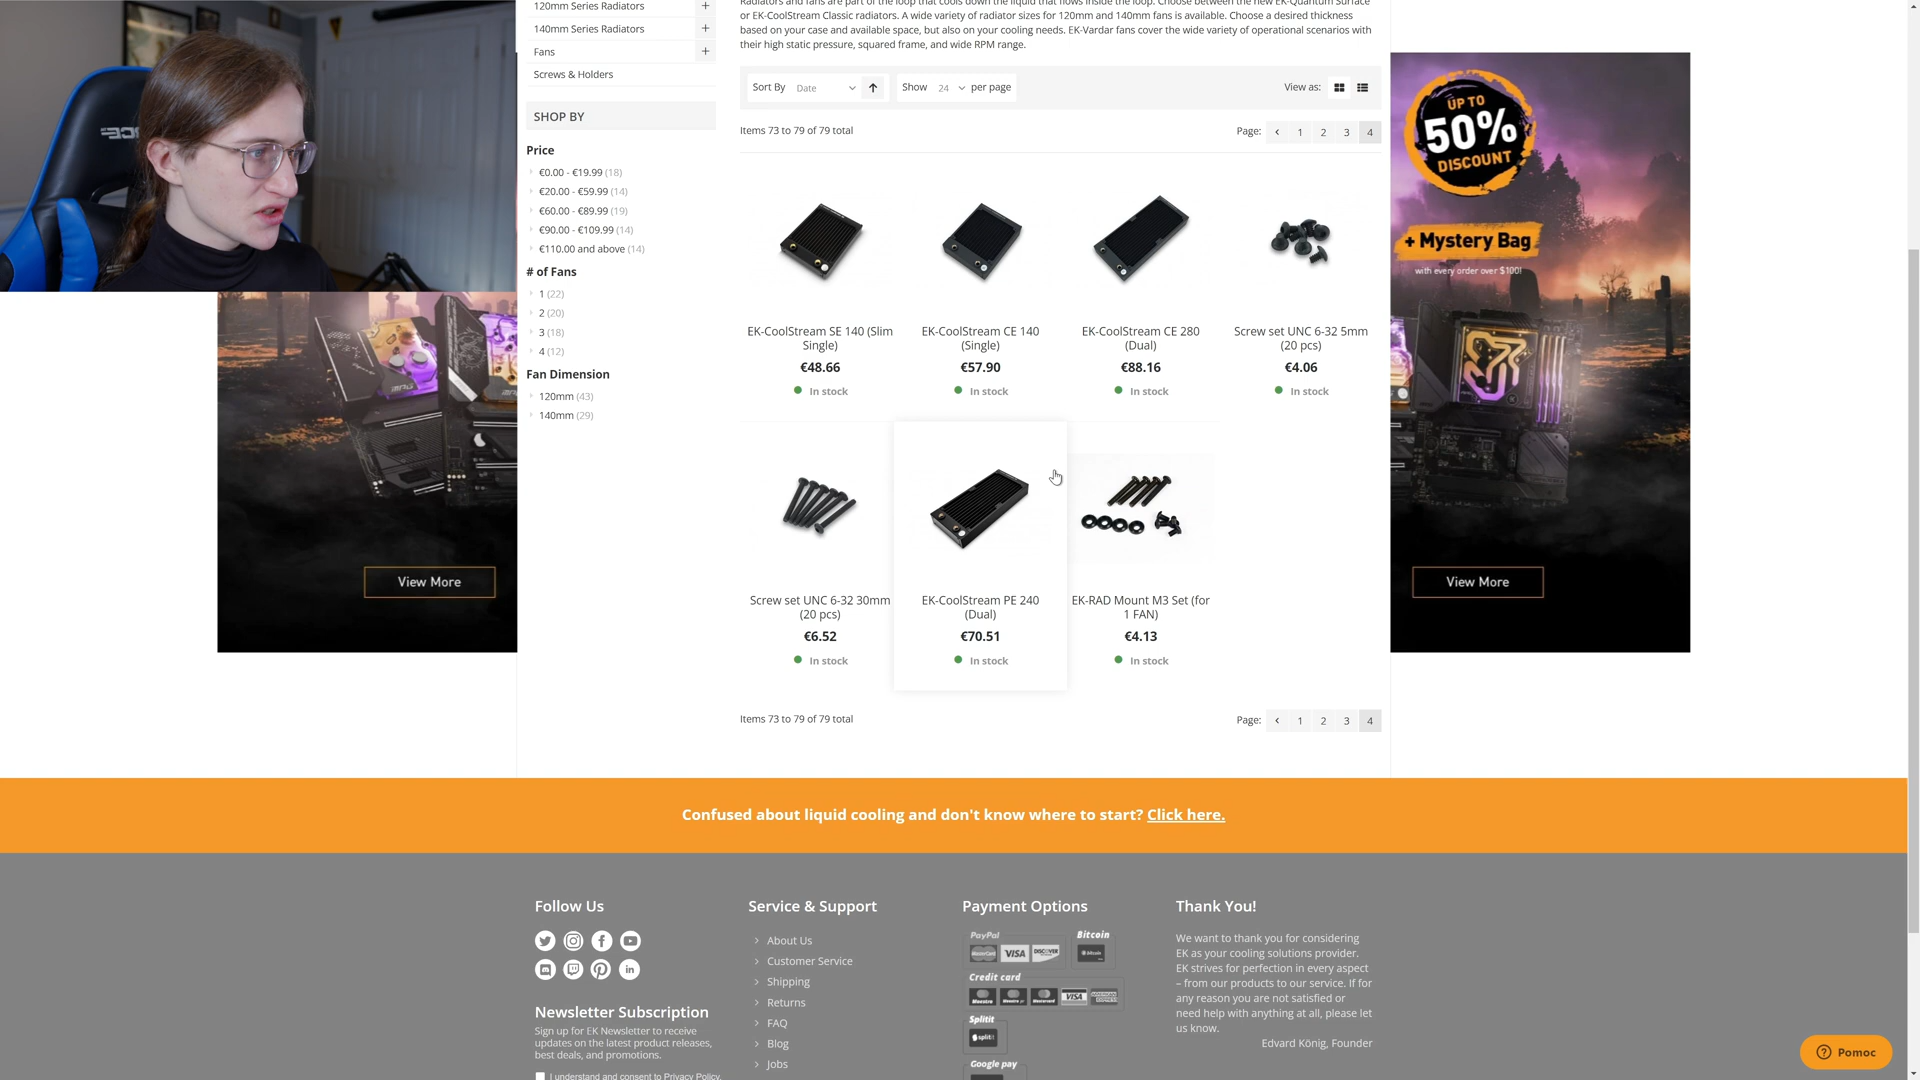 120mm Series Radiators
+
140mm Series Radiators
+
Fans
+
Screws & Holders
SHOP BY
Price
€0.00 - €19.99 (18)
€20.00 - €59.99 (14)
€60.00 - €89.99 (19)
€90.00 - €109.99 (14)
€110.00 and above (14)
# of Fans
1 (22)
2 (20)
3 (18)
4 (12)
Fan Dimension
120mm (43)
140mm (29)
Radiators and fans are part of the loop that cools down the liquid that flows inside the loop. Choose between the new EK-Quantum Surface
or EK-CoolStream Classic radiators. A wide variety of radiator sizes for 120mm and 140mm fans is available. Choose a desired thickness
based on your case and available space, but also on your cooling needs. EK-Vardar fans cover the wide variety of operational scenarios with
their high static pressure, squared frame, and wide RPM range.
Sort By Date Show 24 per page View as:
Items 73 to 79 of 79 total
Page: 1 2 3 4
EK-CoolStream SE 140 (Slim
Single)
€48.66
In stock
EK-CoolStream CE 140
(Single)
€57.90
In stock
EK-CoolStream CE 280
(Dual)
€88.16
In stock
Screw set UNC 6-32 5mm
(20 pcs)
€4.06
In stock
Screw set UNC 6-32 30mm
(20 pcs)
€6.52
In stock
EK-CoolStream PE 240
(Dual)
€70.51
In stock
EK-RAD Mount M3 Set (for
1 FAN)
€4.13
In stock
Items 73 to 79 of 79 total
Page: 1 2 3 4
View More
UP TO
50%
DISCOUNT
+ Mystery Bag
with every order over $100!
View More
Confused about liquid cooling and don't know where to start? Click here.
Follow Us
Newsletter Subscription
Sign up for EK Newsletter to receive
updates on the latest product releases,
best deals, and promotions.
I understand and consent to Privacy Policy.
Service & Support
About Us
Customer Service
Shipping
Returns
FAQ
Blog
Jobs
Payment Options
PayPal
MasterCard VISA DISCOVER
Bitcoin
bitcoin
Credit card
Maestro
VISA
Splitit
splitit
Google pay
Thank You!
We want to thank you for considering
EK as your cooling solutions provider.
EK strives for perfection in every aspect
– from our products to our service. If for
any reason you are not satisfied or
need help with anything at all, please let
us know.
Edvard König, Founder
Pomoc